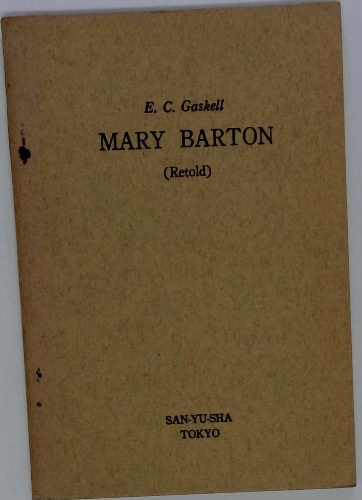 E. C. Gaskell
MARY BARTON
(Retold)
SAN-YU-SHA
TOKYO